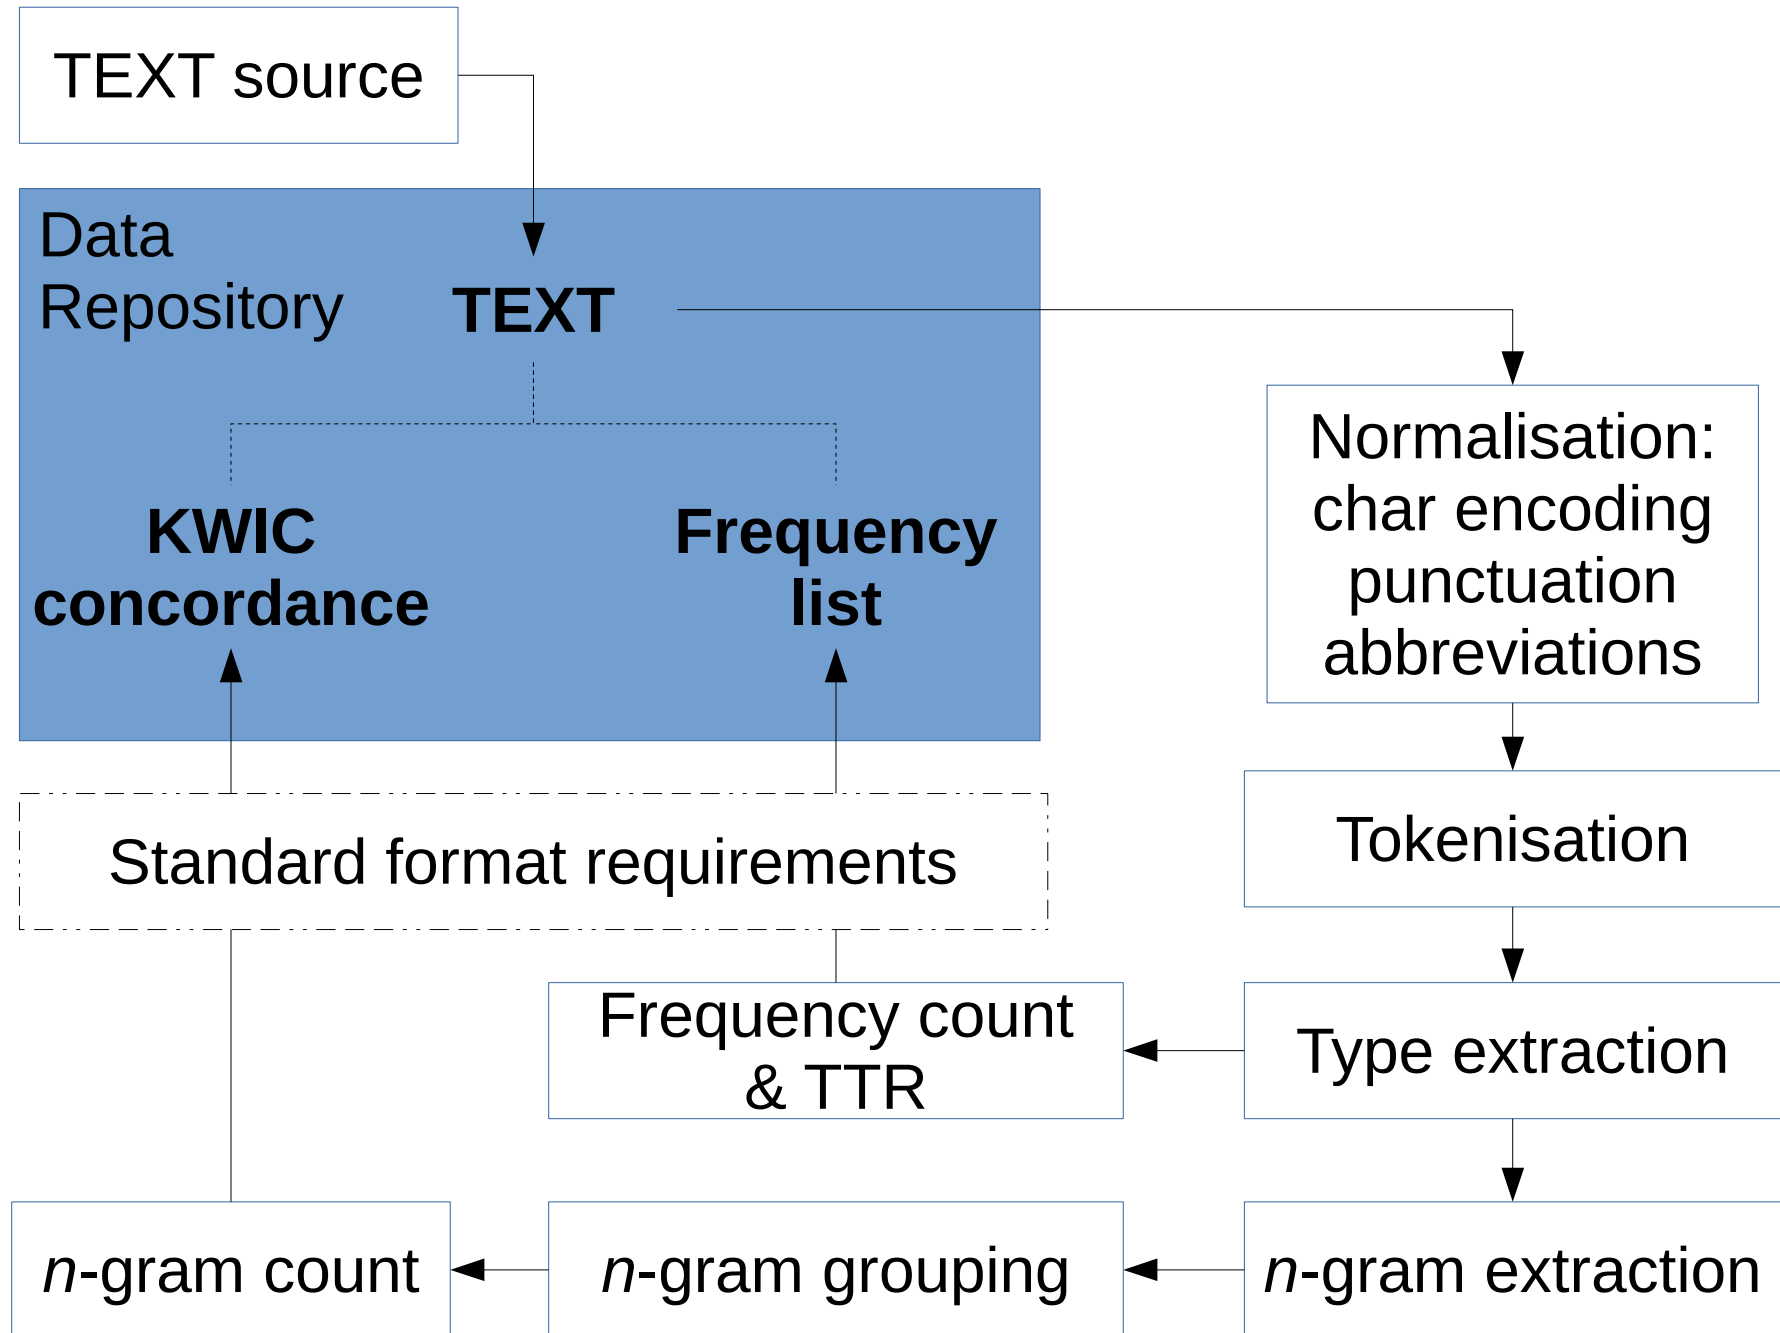 TEXT source
Data
Repository
TEXT
KWIC
concordance
Frequency
list
Normalisation:
char encoding
punctuation
abbreviations
Standard format requirements
Tokenisation
Frequency count
& TTR
Type extraction
n-gram count
n-gram grouping
n-gram extraction